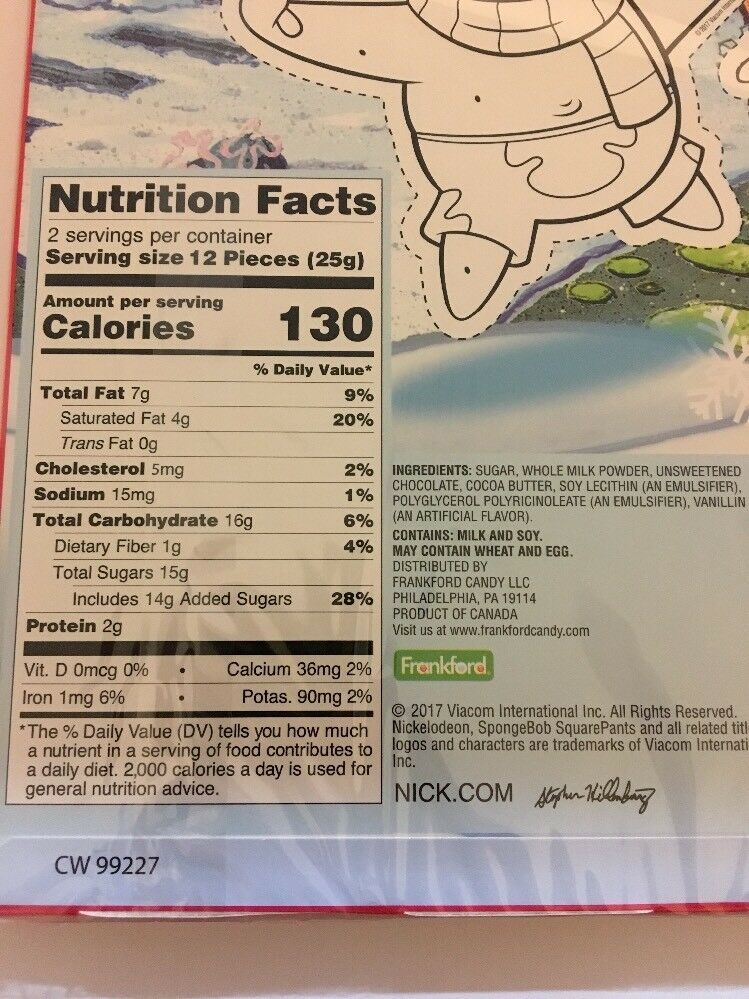 © 2017 Viacom
Nutrition Facts
2 servings per container
Serving size 12 Pieces (25g)
Amount per serving
Calories 130
% Daily Value*
Total Fat 7g 9%
Saturated Fat 4g 20%
Trans Fat 0g
Cholesterol 5mg 2%
Sodium 15mg 1%
Total Carbohydrate 16g 6%
Dietary Fiber 1g 4%
Total Sugars 15g
Includes 14g Added Sugars 28%
Protein 2g
Vit. D 0mcg 0% • Calcium 36mg 2%
Iron 1mg 6% • Potas. 90mg 2%
*The % Daily Value (DV) tells you how much
a nutrient in a serving of food contributes to
a daily diet. 2,000 calories a day is used for
general nutrition advice.
INGREDIENTS: SUGAR, WHOLE MILK POWDER, UNSWEETENED
CHOCOLATE, COCOA BUTTER, SOY LECITHIN (AN EMULSIFIER),
POLYGLYCEROL POLYRICINOLEATE (AN EMULSIFIER), VANILLIN
(AN ARTIFICIAL FLAVOR).
CONTAINS: MILK AND SOY.
MAY CONTAIN WHEAT AND EGG.
DISTRIBUTED BY
FRANKFORD CANDY LLC
PHILADELPHIA, PA 19114
PRODUCT OF CANADA
Visit us at www.frankfordcandy.com
Frankford
© 2017 Viacom International Inc. All Rights Reserved.
Nickelodeon, SpongeBob SquarePants and all related titl
logos and characters are trademarks of Viacom Internati
Inc.
NICK.COM Stephen Hillenburg
CW 99227